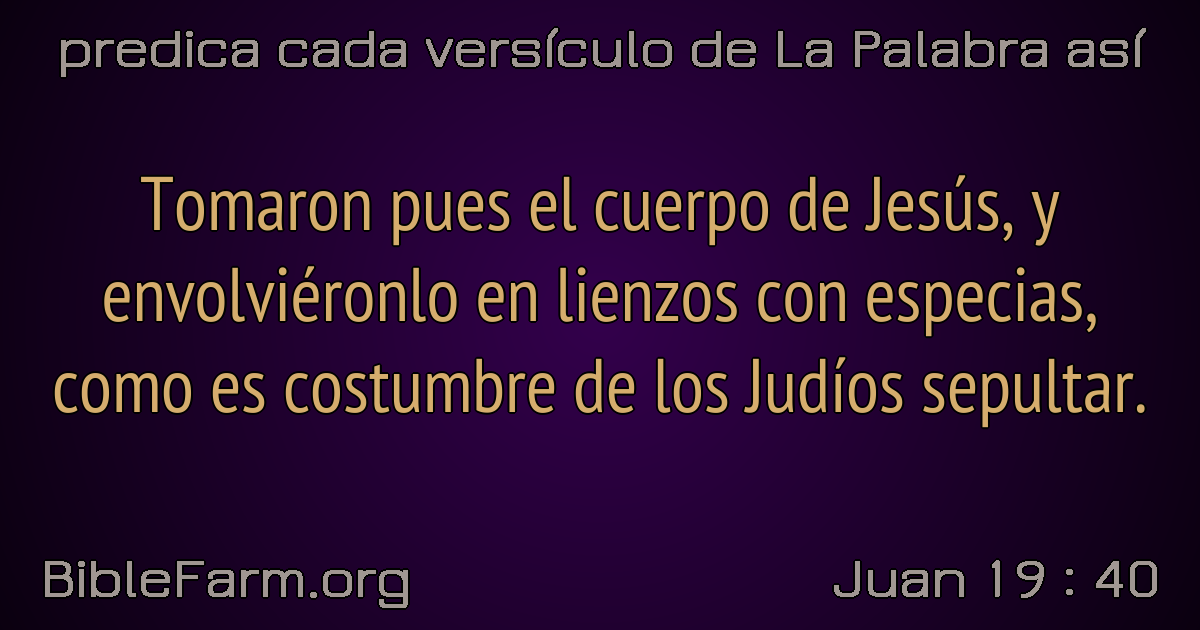 predica cada versículo de La Palabra así
Tomaron pues el cuerpo de Jesús, y
envolviéronlo en lienzos con especias,
como es costumbre de los Judíos sepultar.
BibleFarm.org
Juan 19 : 40